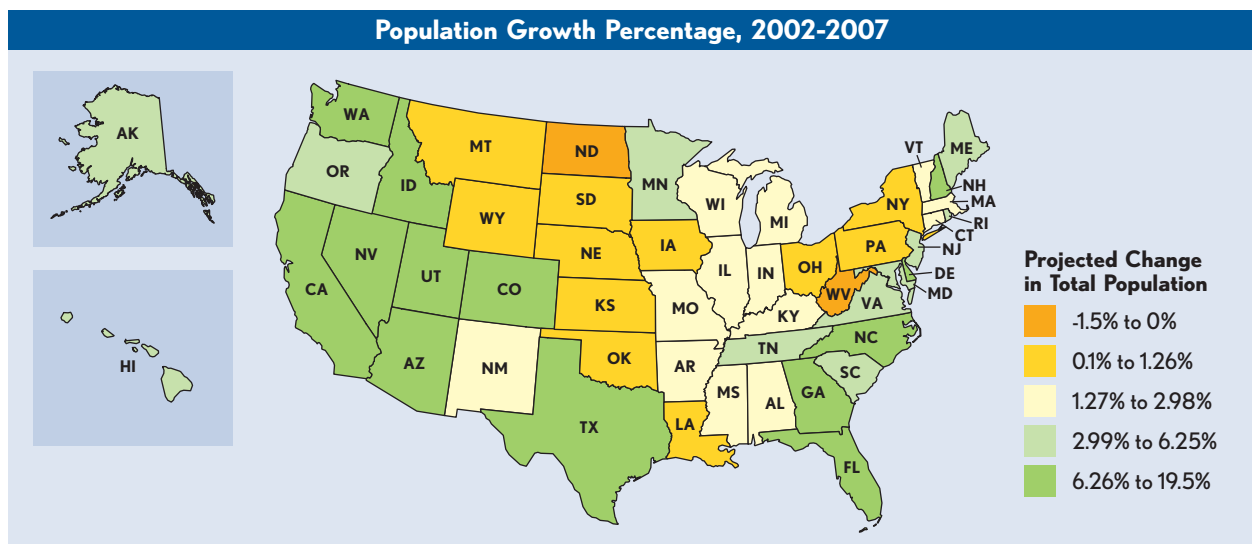 Population Growth Percentage, 2002-2007
AK
HI
WA
OR
ID
MT
ND
MN
SD
WY
NE
IA
WI
MI
NV
UT
CO
CA
KS
MO
IL
IN
OH
PA
NY
VT
ME
NH
MA
RI
CT
NJ
DE
MD
WV
VA
KY
AZ
NM
OK
AR
TN
NC
SC
MS
AL
GA
TX
LA
FL
Projected Change
in Total Population
-1.5% to 0%
0.1% to 1.26%
1.27% to 2.98%
2.99% to 6.25%
6.26% to 19.5%